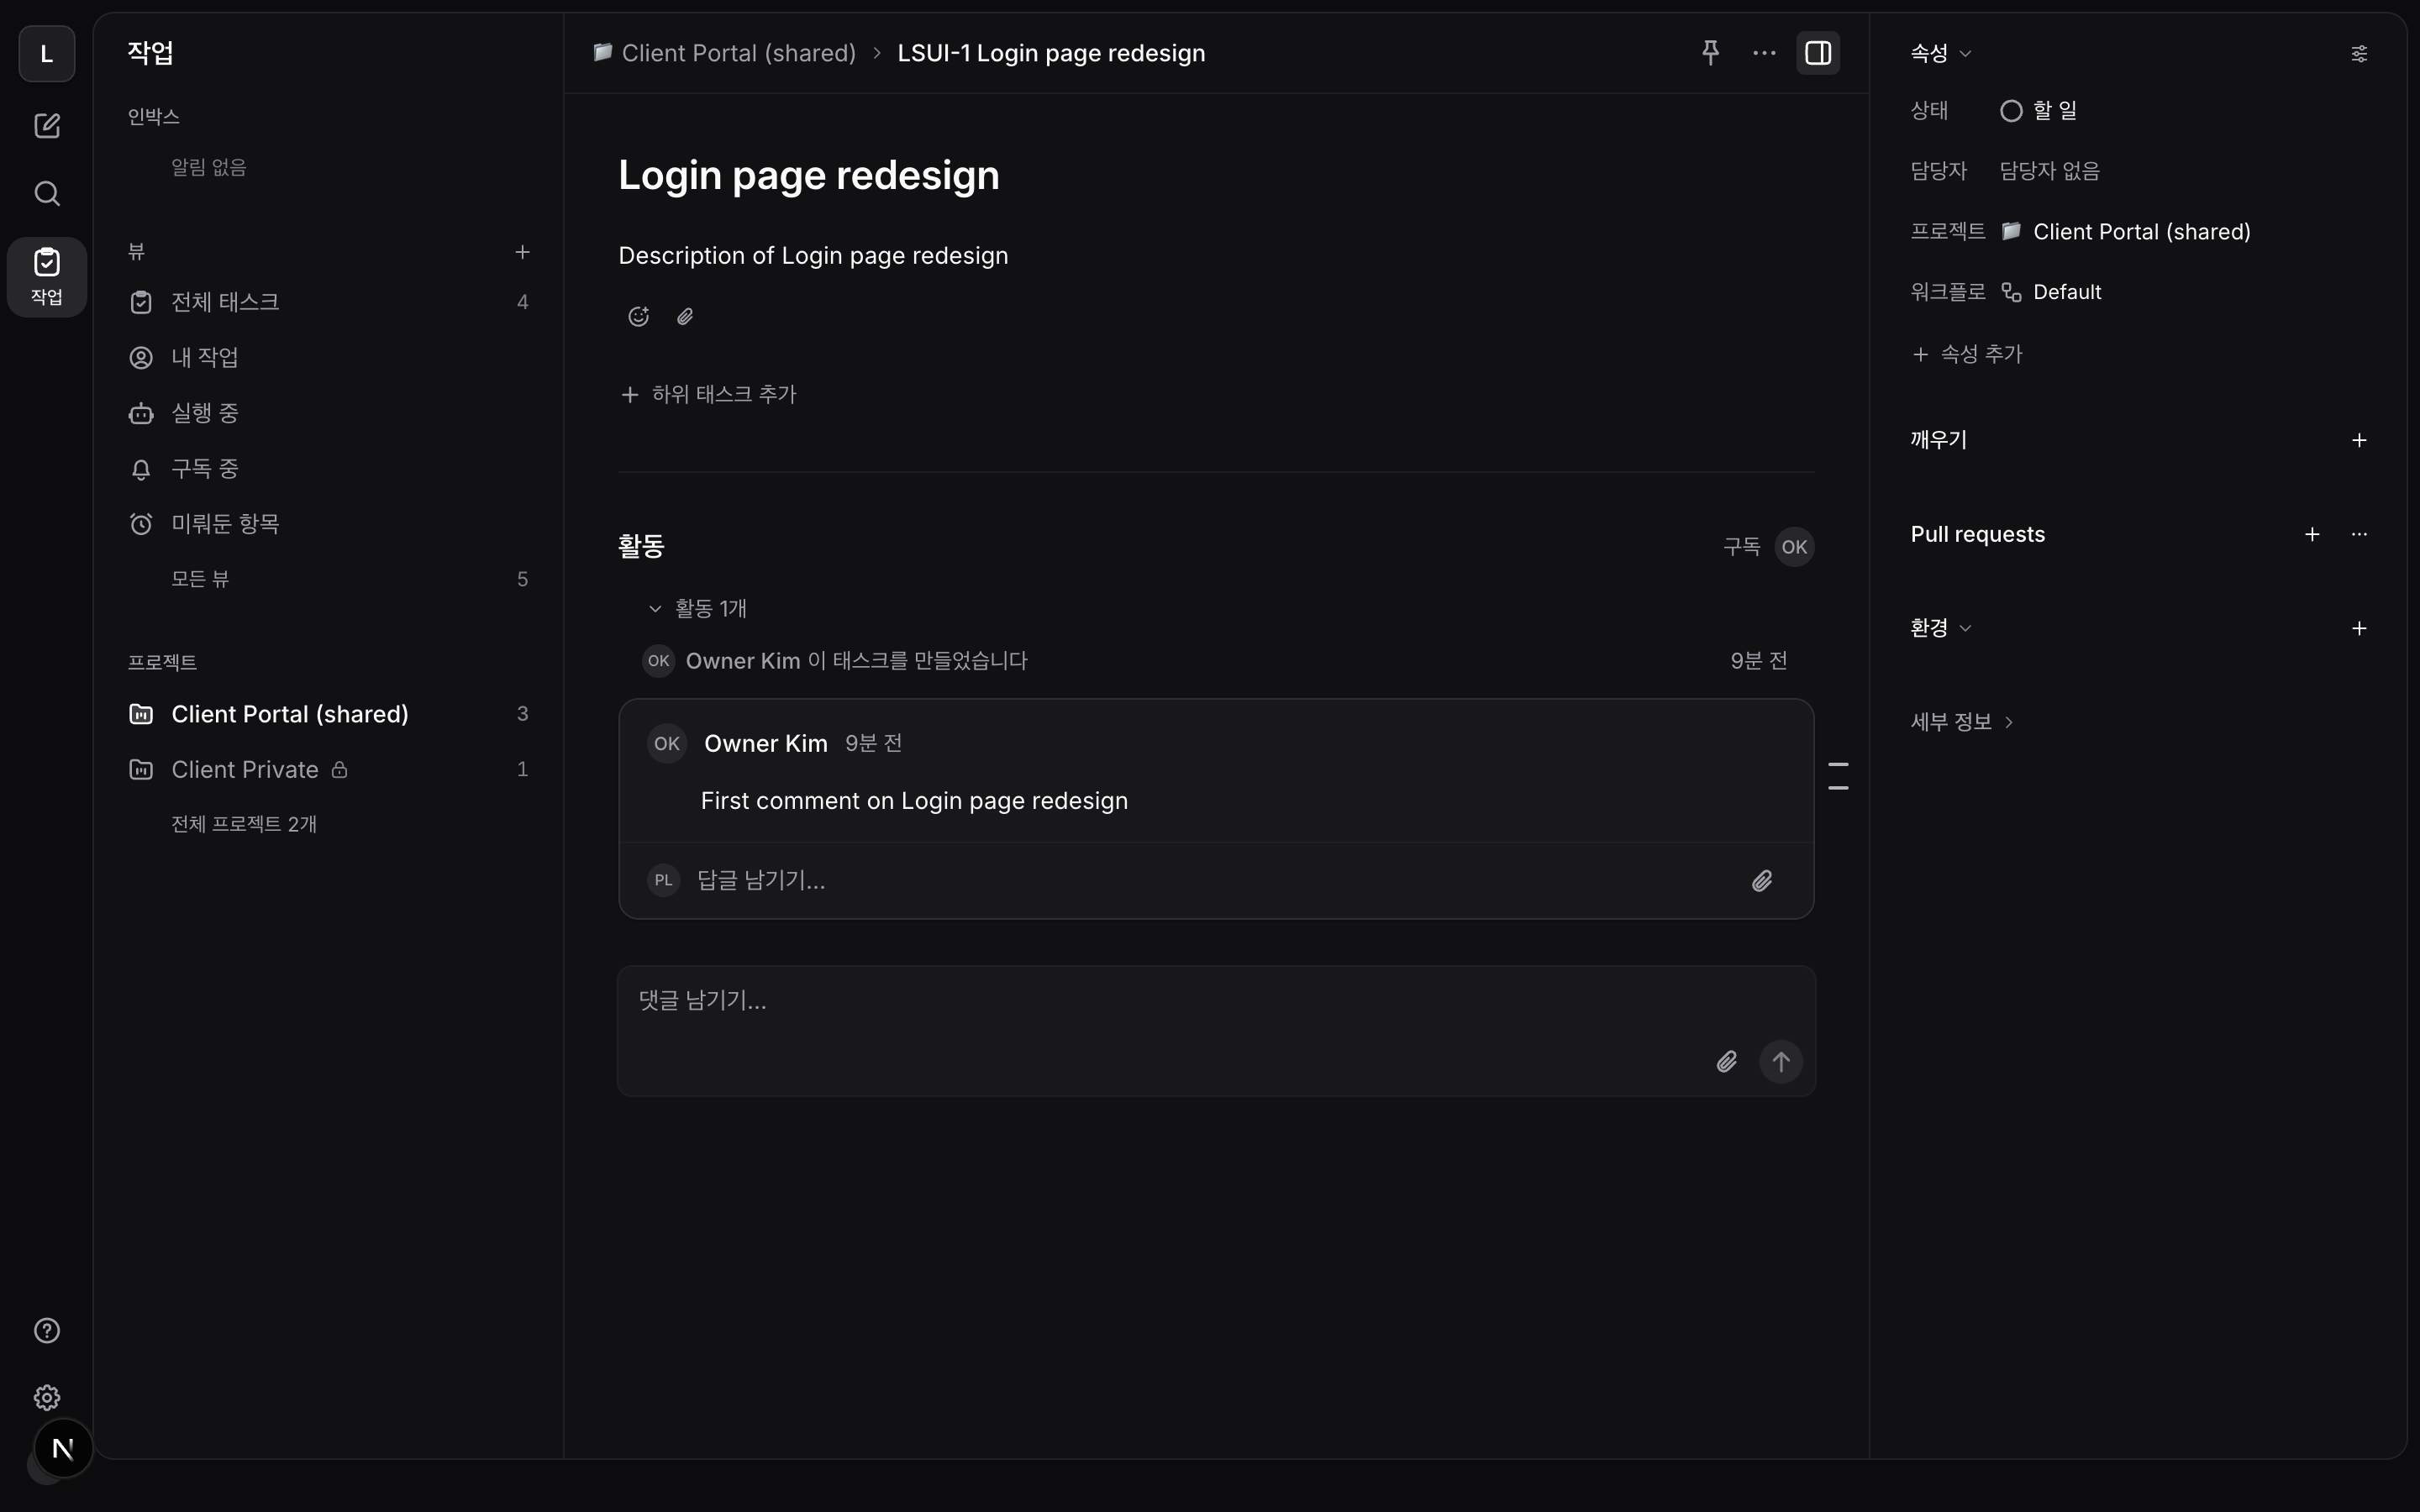 L
작업
작업
인박스
알림 없음
뷰
전체 태스크 4
내 작업
실행 중
구독 중
미뤄둔 항목
모든 뷰 5
프로젝트
Client Portal (shared) 3
Client Private 1
전체 프로젝트 2개
N
Client Portal (shared) > LSUI-1 Login page redesign
Login page redesign
Description of Login page redesign
하위 태스크 추가
활동 구독 OK
활동 1개
OK Owner Kim 이 태스크를 만들었습니다 9분 전
OK Owner Kim 9분 전
First comment on Login page redesign
PL 답글 남기기...
댓글 남기기...
속성
상태 할 일
담당자 담당자 없음
프로젝트 Client Portal (shared)
워크플로 Default
속성 추가
깨우기
Pull requests
환경
세부 정보